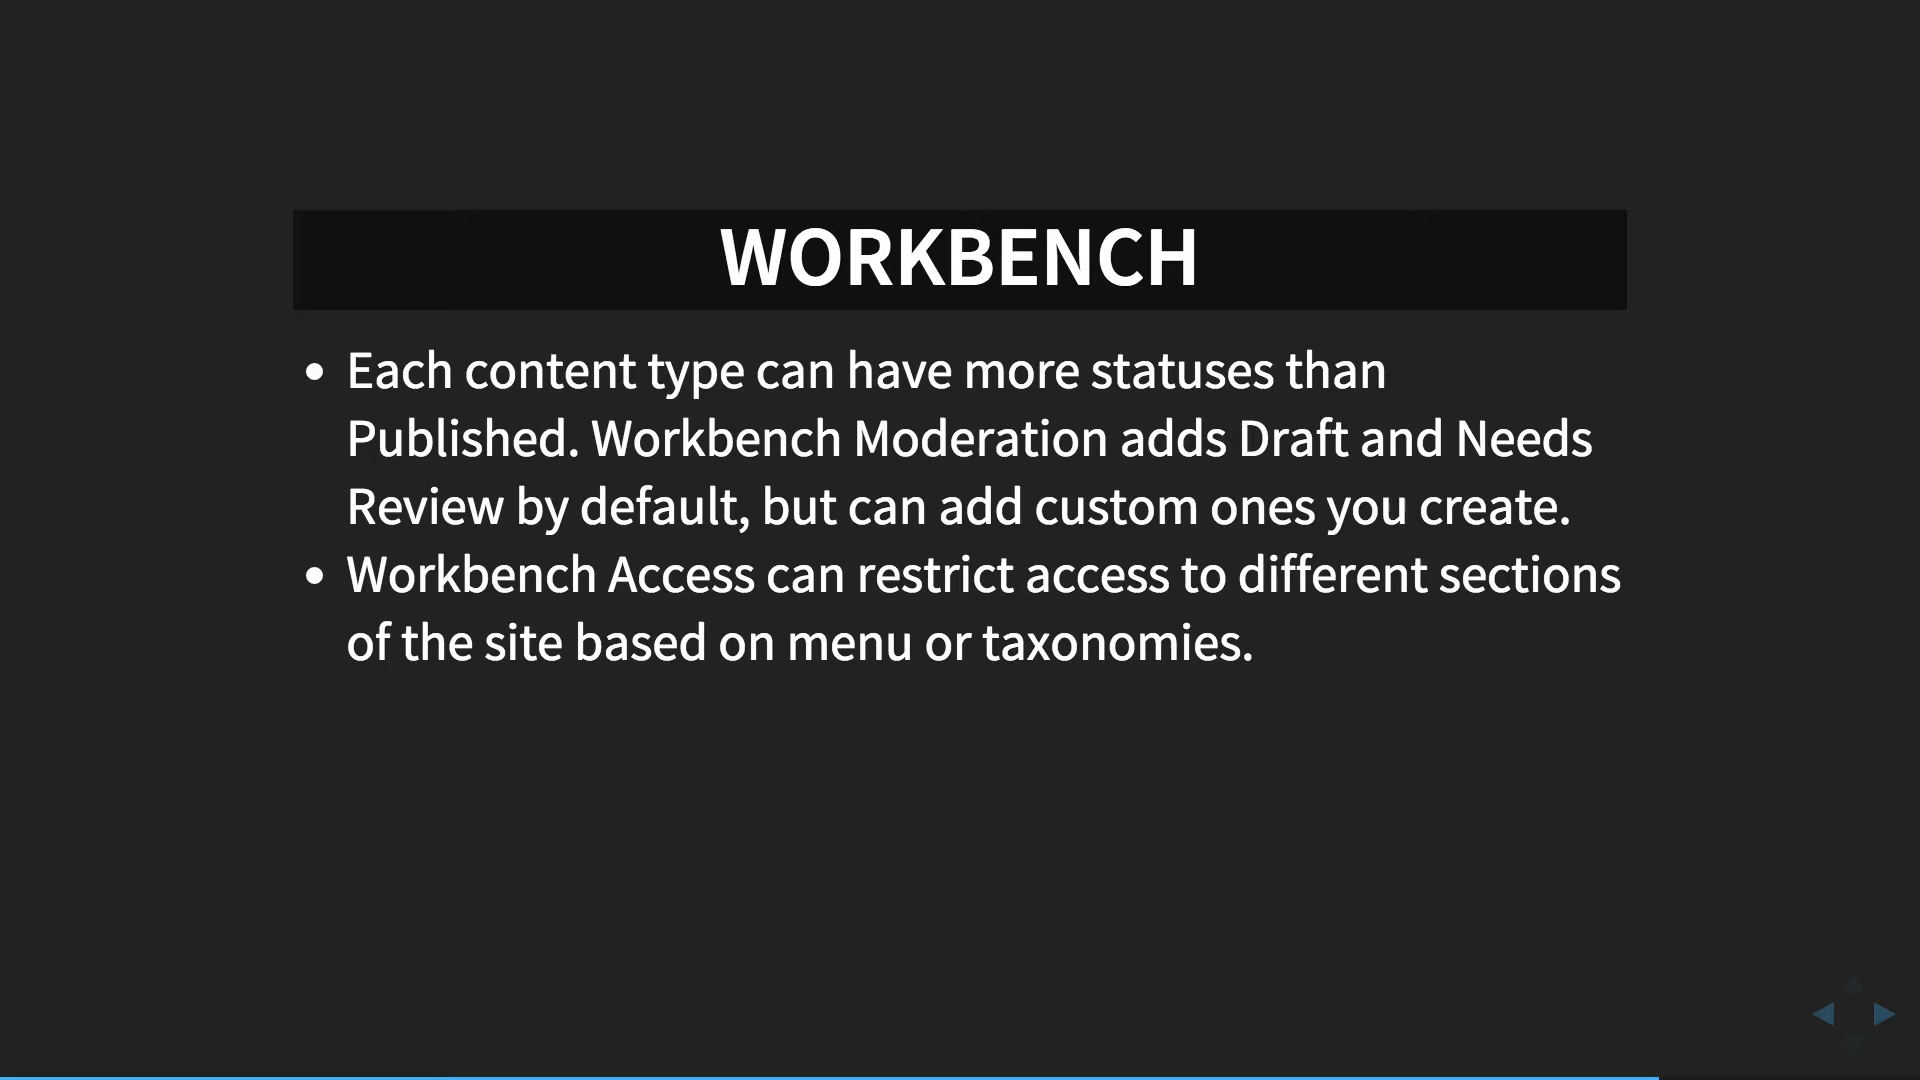 WORKBENCH
• Each content type can have more statuses than
Published. Workbench Moderation adds Draft and Needs
Review by default, but can add custom ones you create.
• Workbench Access can restrict access to different sections
of the site based on menu or taxonomies.